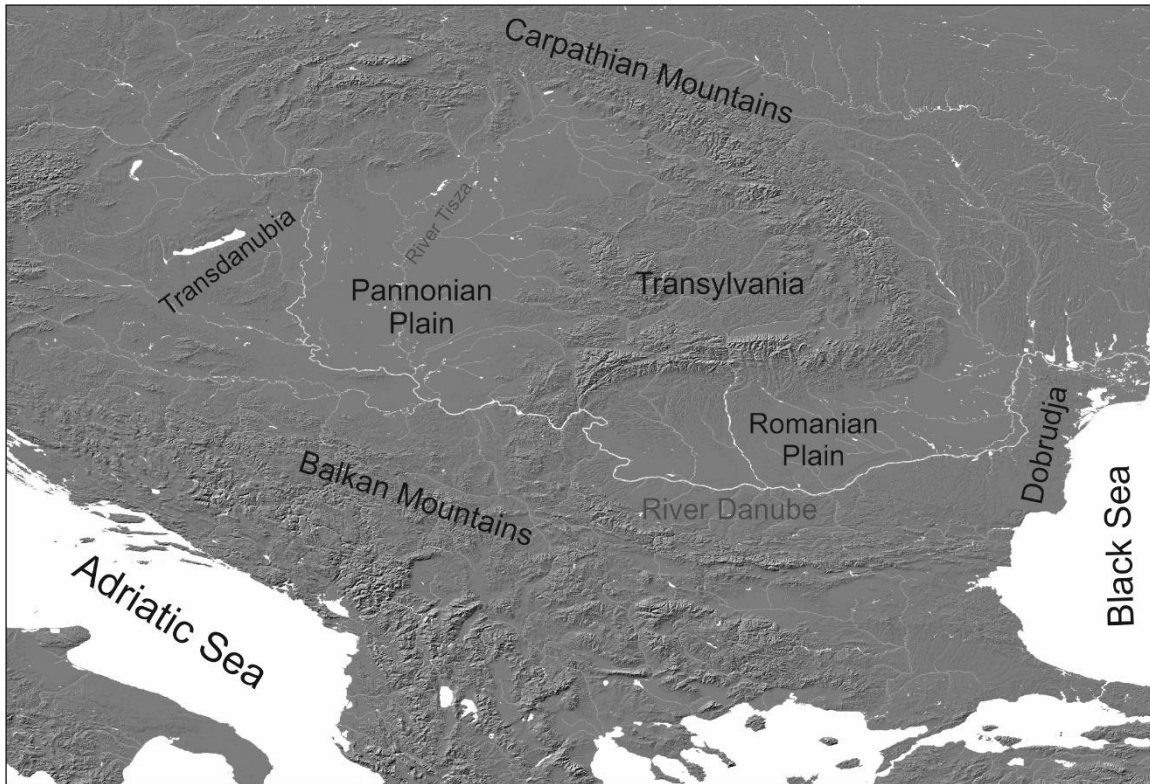 Carpathian Mountains
River Tisza
Transdanubia
Pannonian
Plain
Transylvania
Romanian
Plain
Dobrudja
Balkan Mountains
River Danube
Black Sea
Adriatic Sea